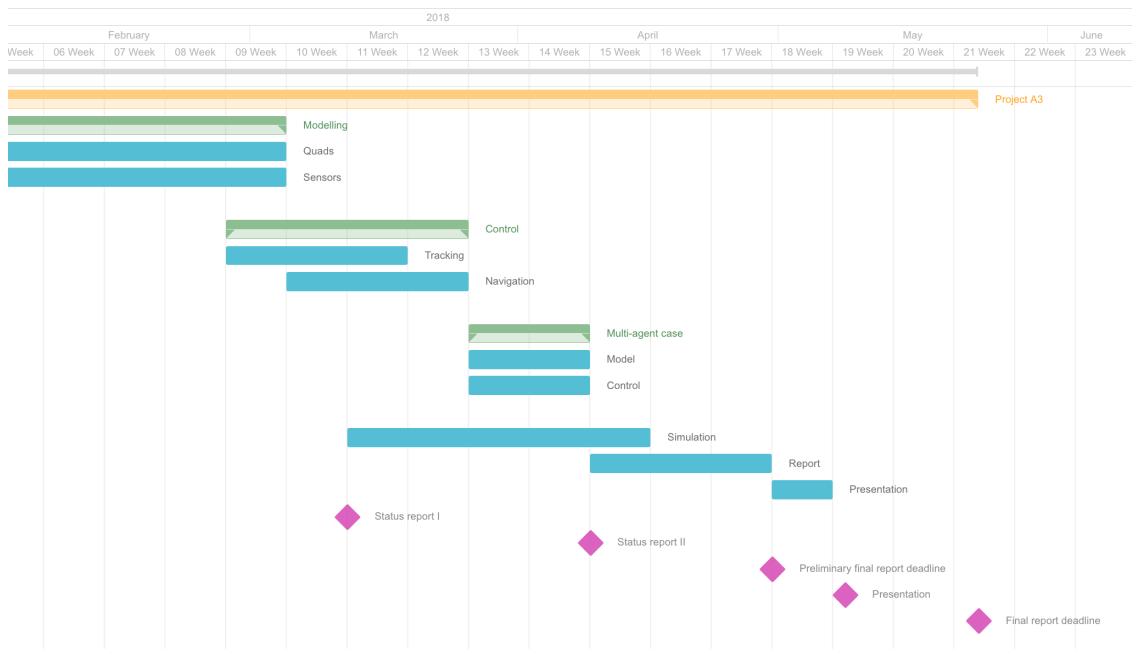 2018
February March April May June
Week 06 Week 07 Week 08 Week 09 Week 10 Week 11 Week 12 Week 13 Week 14 Week 15 Week 16 Week 17 Week 18 Week 19 Week 20 Week 21 Week 22 Week 23 Week
Project A3
Modelling
Quads
Sensors
Control
Tracking
Navigation
Multi-agent case
Model
Control
Simulation
Report
Presentation
Status report I
Status report II
Preliminary final report deadline
Presentation
Final report deadline